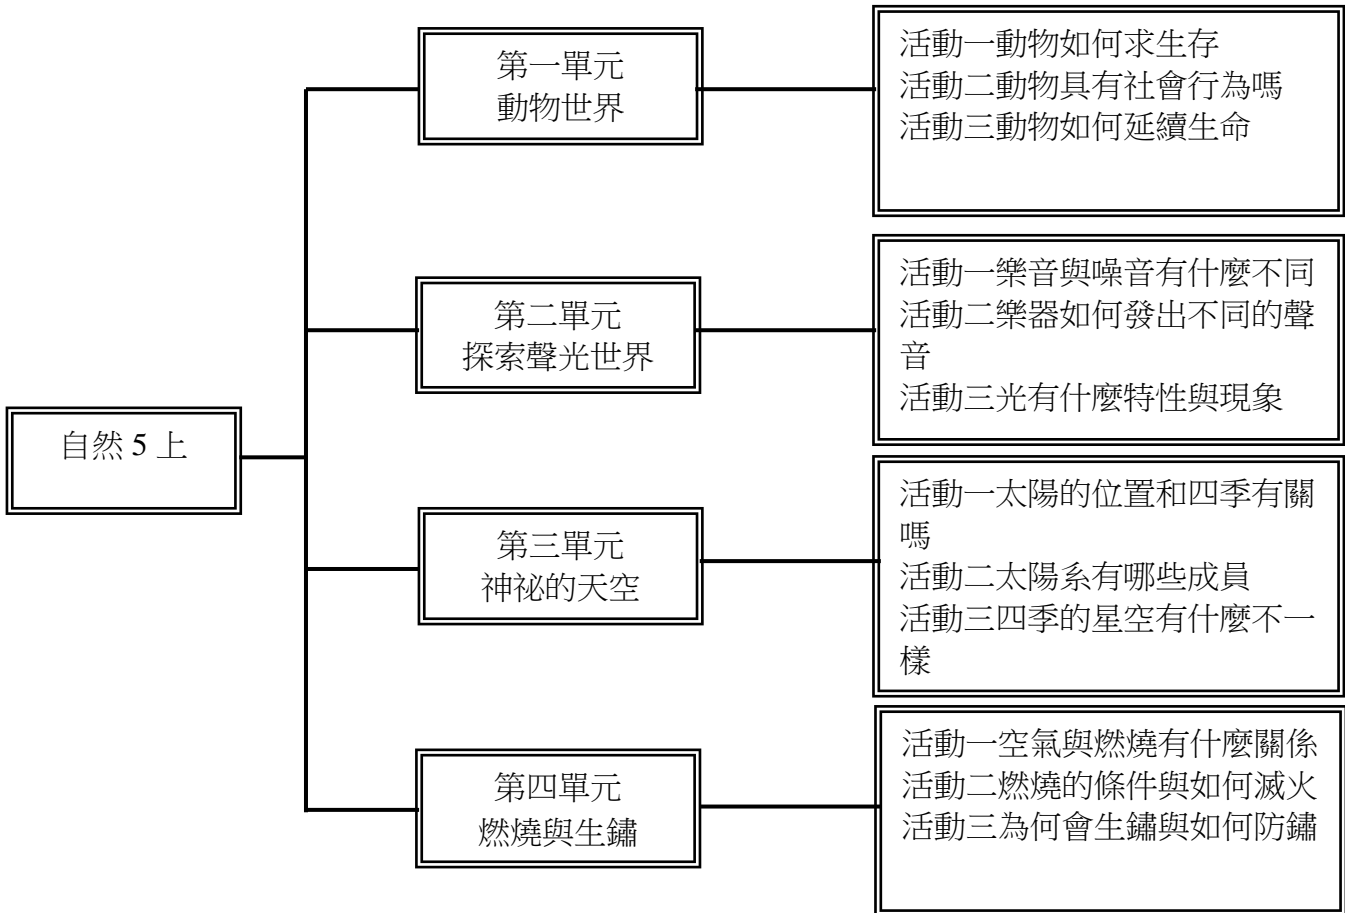 第一單元
動物世界
活動一動物如何求生存
活動二動物具有社會行為嗎
活動三動物如何延續生命
第二單元
探索聲光世界
活動一樂音與噪音有什麼不同
活動二樂器如何發出不同的聲
音
活動三光有什麼特性與現象
自然 5 上
第三單元
神祕的天空
活動一太陽的位置和四季有關
嗎
活動二太陽系有哪些成員
活動三四季的星空有什麼不一
樣
第四單元
燃燒與生鏽
活動一空氣與燃燒有什麼關係
活動二燃燒的條件與如何滅火
活動三為何會生鏽與如何防鏽